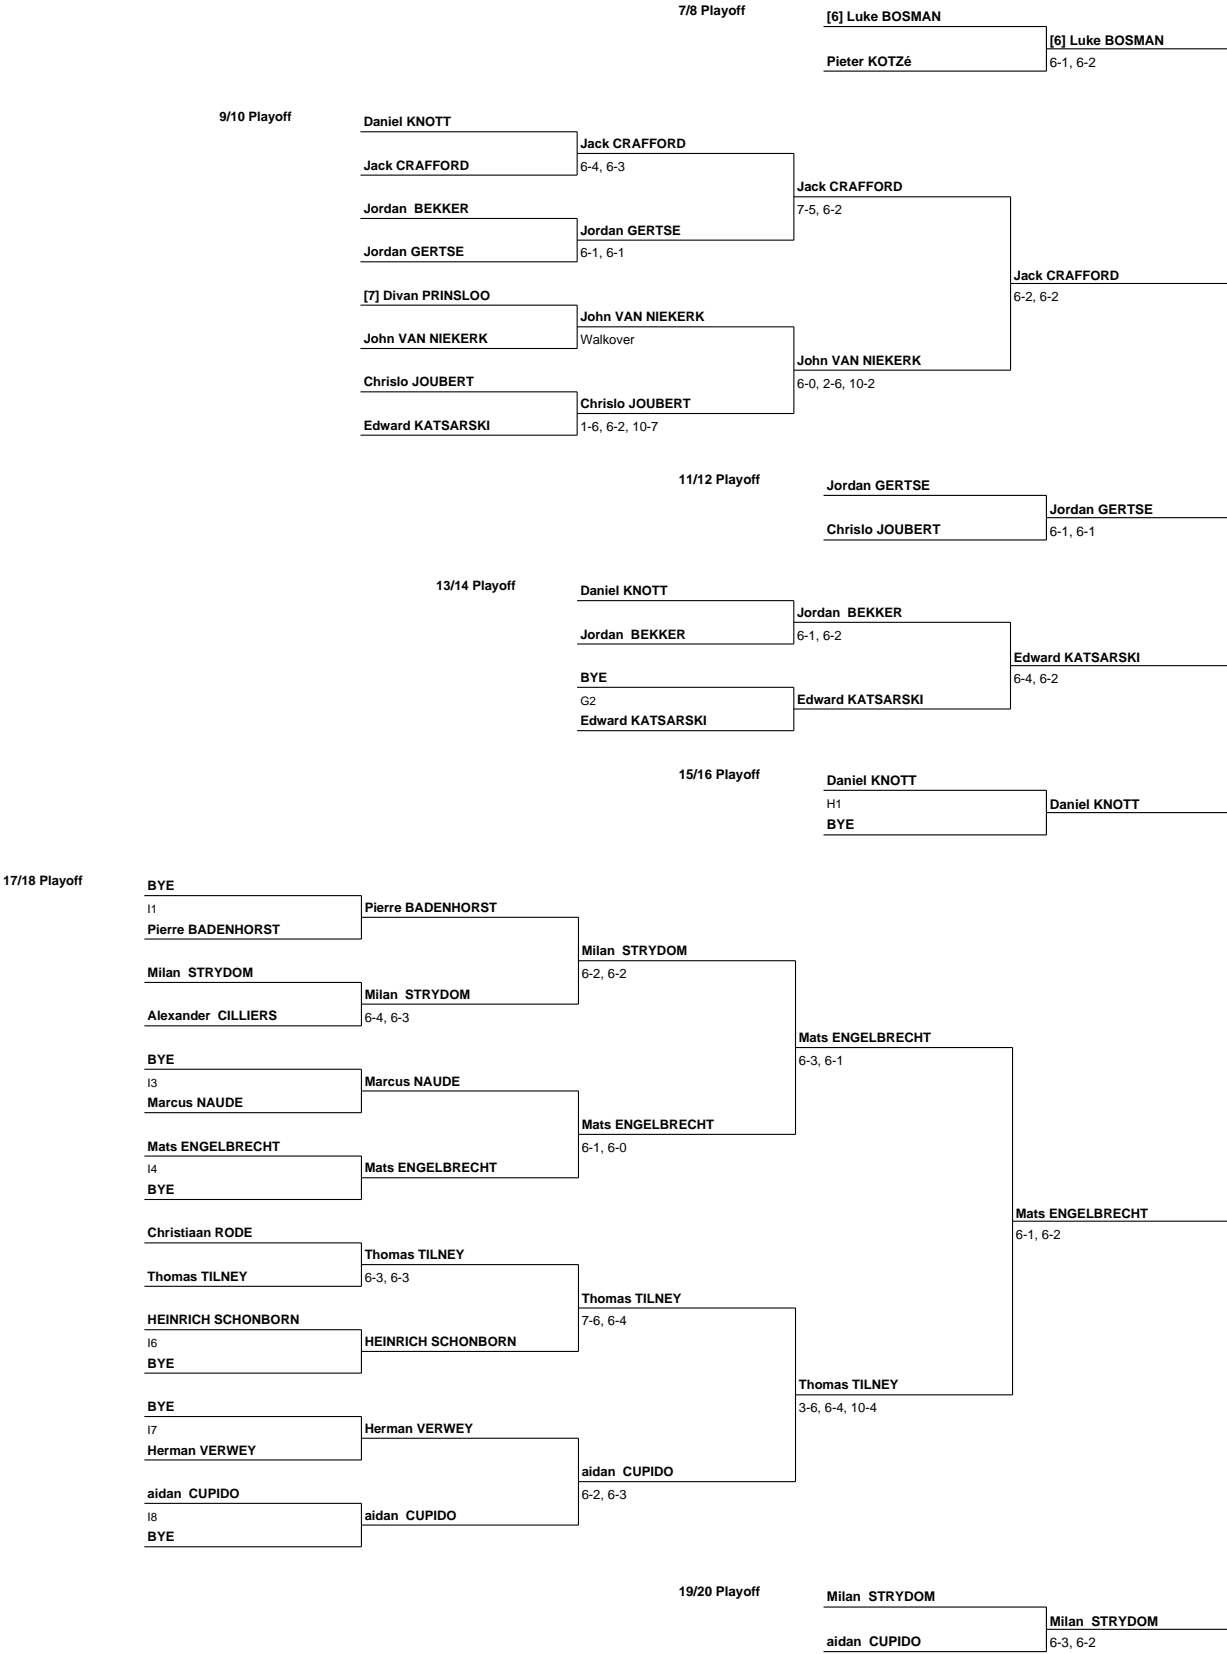 7/8 Playoff
[6] Luke BOSMAN
[6] Luke BOSMAN
Pieter KOTZé
6-1, 6-2
9/10 Playoff
Daniel KNOTT
Jack CRAFFORD
Jack CRAFFORD
6-4, 6-3
Jack CRAFFORD
Jordan BEKKER
7-5, 6-2
Jordan GERTSE
Jordan GERTSE
6-1, 6-1
Jack CRAFFORD
[7] Divan PRINSLOO
6-2, 6-2
John VAN NIEKERK
John VAN NIEKERK
Walkover
John VAN NIEKERK
Chrislo JOUBERT
6-0, 2-6, 10-2
Chrislo JOUBERT
Edward KATSARSKI
1-6, 6-2, 10-7
11/12 Playoff
Jordan GERTSE
Jordan GERTSE
Chrislo JOUBERT
6-1, 6-1
13/14 Playoff
Daniel KNOTT
Jordan BEKKER
Jordan BEKKER
6-1, 6-2
Edward KATSARSKI
BYE
6-4, 6-2
G2
Edward KATSARSKI
Edward KATSARSKI
15/16 Playoff
Daniel KNOTT
H1
Daniel KNOTT
BYE
17/18 Playoff
BYE
I1
Pierre BADENHORST
Pierre BADENHORST
Milan STRYDOM
Milan STRYDOM
6-2, 6-2
Milan STRYDOM
Alexander CILLIERS
6-4, 6-3
Mats ENGELBRECHT
BYE
6-3, 6-1
I3
Marcus NAUDE
Marcus NAUDE
Mats ENGELBRECHT
Mats ENGELBRECHT
6-1, 6-0
I4
Mats ENGELBRECHT
BYE
Mats ENGELBRECHT
Christiaan RODE
6-1, 6-2
Thomas TILNEY
Thomas TILNEY
6-3, 6-3
Thomas TILNEY
HEINRICH SCHONBORN
7-6, 6-4
I6
HEINRICH SCHONBORN
BYE
Thomas TILNEY
BYE
3-6, 6-4, 10-4
I7
Herman VERWEY
Herman VERWEY
aidan CUPIDO
aidan CUPIDO
6-2, 6-3
I8
aidan CUPIDO
BYE
19/20 Playoff
Milan STRYDOM
Milan STRYDOM
aidan CUPIDO
6-3, 6-2